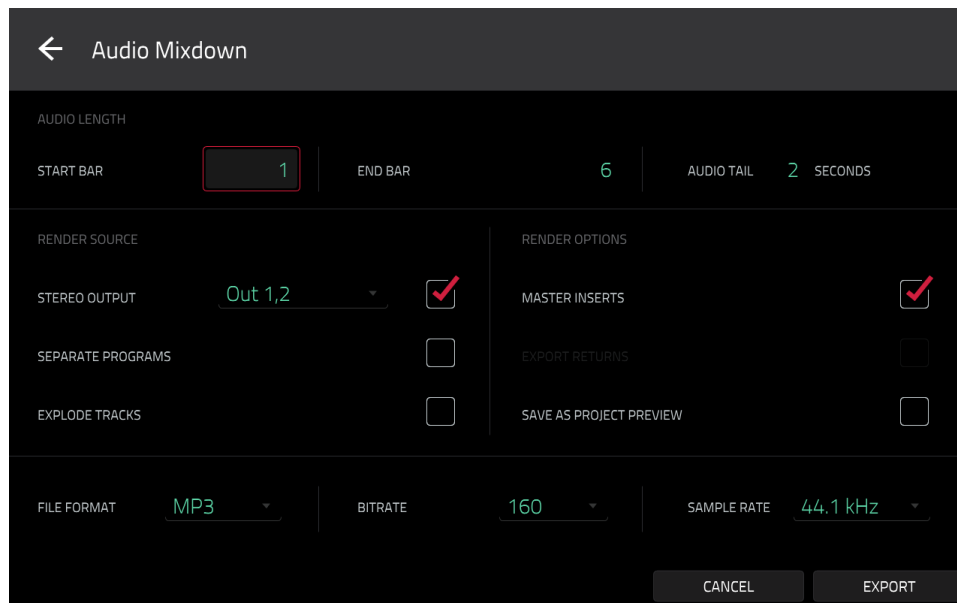 Audio Mixdown
AUDIO LENGTH
START BAR 1 END BAR 6 AUDIO TAIL 2 SECONDS
RENDER SOURCE RENDER OPTIONS
STEREO OUTPUT Out 1,2 MASTER INSERTS
SEPARATE PROGRAMS EXPORT RETURNS
EXPLODE TRACKS SAVE AS PROJECT PREVIEW
FILE FORMAT MP3 BITRATE 160 SAMPLE RATE 44.1 kHz
CANCEL EXPORT